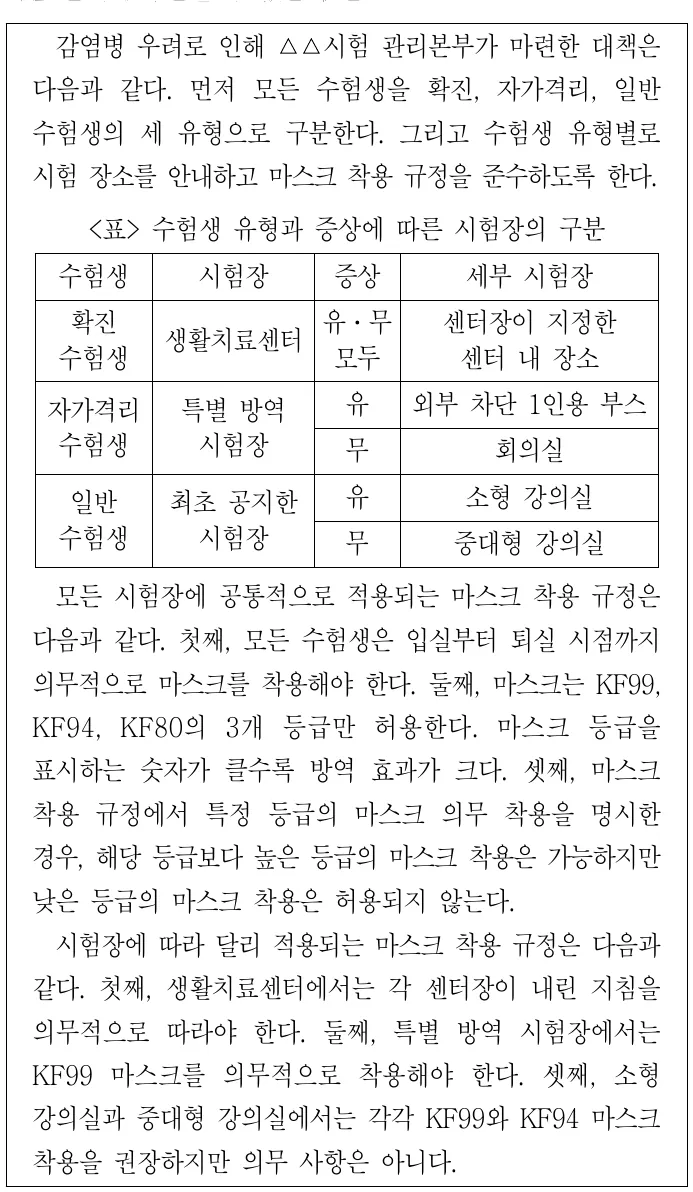 감염병 우려로 인해 △△시험 관리본부가 마련한 대책은
다음과 같다. 먼저 모든 수험생을 확진, 자가격리, 일반
수험생의 세 유형으로 구분한다. 그리고 수험생 유형별로
시험 장소를 안내하고 마스크 착용 규정을 준수하도록 한다.
<표> 수험생 유형과 증상에 따른 시험장의 구분
수험생 시험장 증상 세부 시험장
확진
수험생
생활치료센터
유·무
모두
센터장이 지정한
센터 내 장소
자가격리
수험생
특별 방역
시험장
유 외부 차단 1인용 부스
무 회의실
일반
수험생
최초 공지한
시험장
유 소형 강의실
무 중대형 강의실
모든 시험장에 공통적으로 적용되는 마스크 착용 규정은
다음과 같다. 첫째, 모든 수험생은 입실부터 퇴실 시점까지
의무적으로 마스크를 착용해야 한다. 둘째, 마스크는 KF99,
KF94, KF80의 3개 등급만 허용한다. 마스크 등급을
표시하는 숫자가 클수록 방역 효과가 크다. 셋째, 마스크
착용 규정에서 특정 등급의 마스크 의무 착용을 명시한
경우, 해당 등급보다 높은 등급의 마스크 착용은 가능하지만
낮은 등급의 마스크 착용은 허용되지 않는다.
시험장에 따라 달리 적용되는 마스크 착용 규정은 다음과
같다. 첫째, 생활치료센터에서는 각 센터장이 내린 지침을
의무적으로 따라야 한다. 둘째, 특별 방역 시험장에서는
KF99 마스크를 의무적으로 착용해야 한다. 셋째, 소형
강의실과 중대형 강의실에서는 각각 KF99와 KF94 마스크
착용을 권장하지만 의무 사항은 아니다.